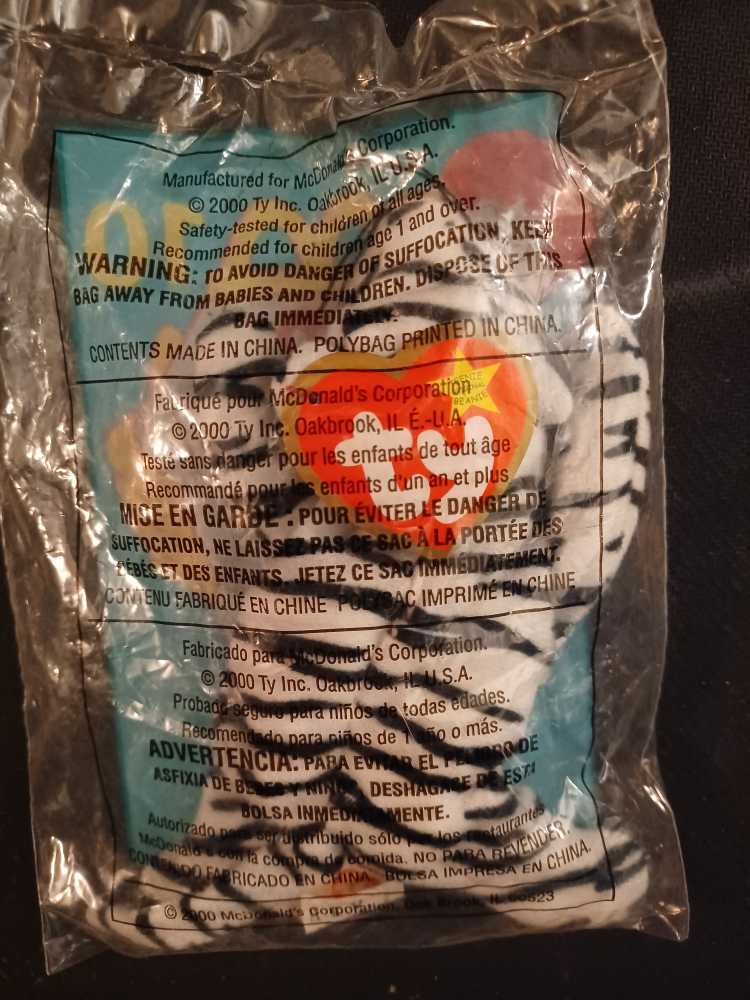 Manufactured for McDonald's Corporation.
© 2000 Ty Inc. Oakbrook, IL U.S.A.
Safety-tested for children of all ages.
Recommended for children age 1 and over.
WARNING: TO AVOID DANGER OF SUFFOCATION, KEEP
BAG AWAY FROM BABIES AND CHILDREN. DISPOSE OF THIS
BAG IMMEDIATELY.
CONTENTS MADE IN CHINA. POLYBAG PRINTED IN CHINA.
Fabriqué pour McDonald's Corporation
© 2000 Ty Inc. Oakbrook, IL É.-U.A.
Testé sans danger pour les enfants de tout âge
Recommandé pour les enfants d'un an et plus
MISE EN GARDE : POUR ÉVITER LE DANGER DE
SUFFOCATION, NE LAISSEZ PAS CE SAC À LA PORTÉE DES
BÉBÉS ET DES ENFANTS. JETEZ CE SAC IMMÉDIATEMENT.
CONTENU FABRIQUÉ EN CHINE POLYSAC IMPRIMÉ EN CHINE
ty
Fabricado para McDonald's Corporation.
© 2000 Ty Inc. Oakbrook, IL U.S.A.
Probado seguro para niños de todas edades.
Recomendado para niños de 1 año o más.
ADVERTENCIA: PARA EVITAR EL PELIGRO DE
ASFIXIA DE BEBES Y NIÑOS, DESHAGASE DE ESTA
BOLSA INMEDIATAMENTE.
Autorizado para ser distribuido sólo por los restaurantes
McDonald's con la compra de comida. NO PARA REVENDER.
CONTENIDO FABRICADO EN CHINA. BOLSA IMPRESA EN CHINA.
© 2000 McDonald's Corporation, Oak Brook, IL 60523